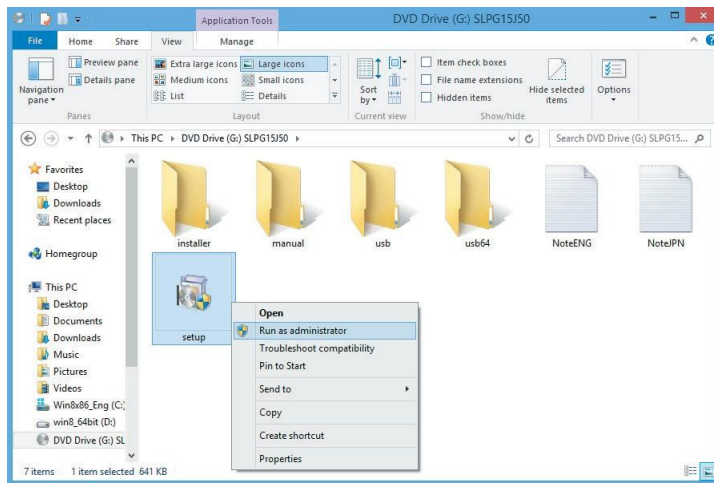 Application Tools
DVD Drive (G:) SLPG15J50
File Home Share View Manage
Navigation pane
Preview pane
Details pane
Panes
Extra large icons Large icons
Medium icons Small icons
List Details
Layout
Sort by
Current view
Item check boxes
File name extensions
Hidden items
Hide selected items
Show/hide
Options
This PC DVD Drive (G:) SLPG15J50
Search DVD Drive (G:) SLPG15...
Favorites
Desktop
Downloads
Recent places
Homegroup
This PC
Desktop
Documents
Downloads
Music
Pictures
Videos
Win8x86_Eng (C:)
win8_64bit (D:)
DVD Drive (G:) SL
installer manual usb usb64 NoteENG NoteJPN
setup
Open
Run as administrator
Troubleshoot compatibility
Pin to Start
Send to
Copy
Create shortcut
Properties
7 items 1 item selected 641 KB